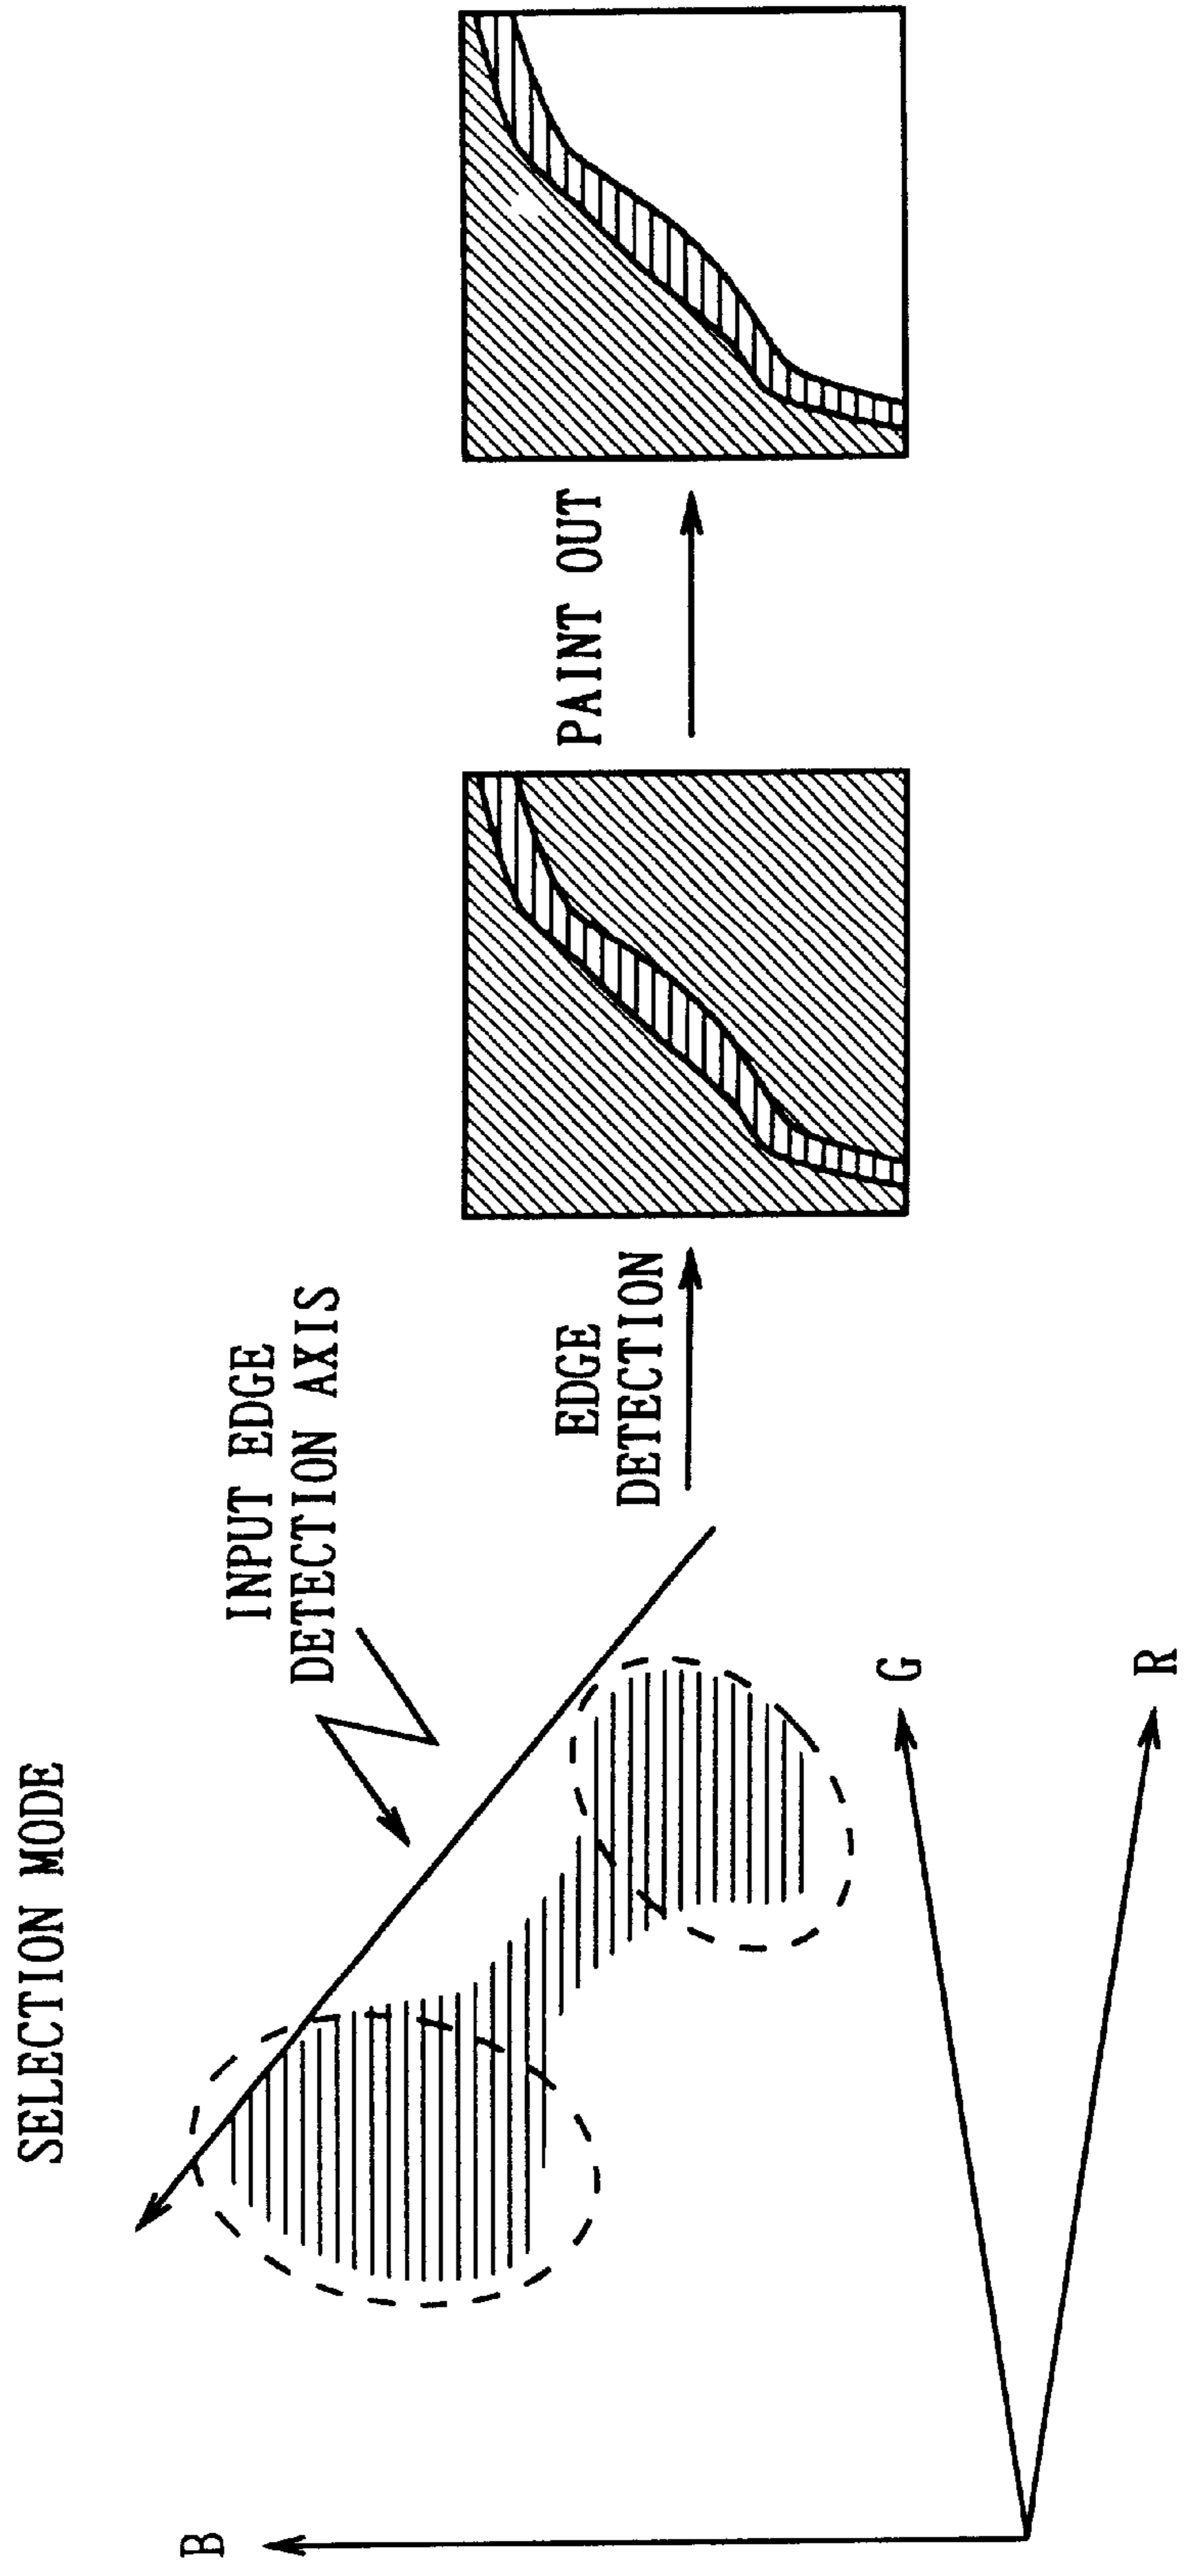 SELECTION MODE
INPUT EDGE
DETECTION AXIS
B
G
R
EDGE
DETECTION
PAINT OUT